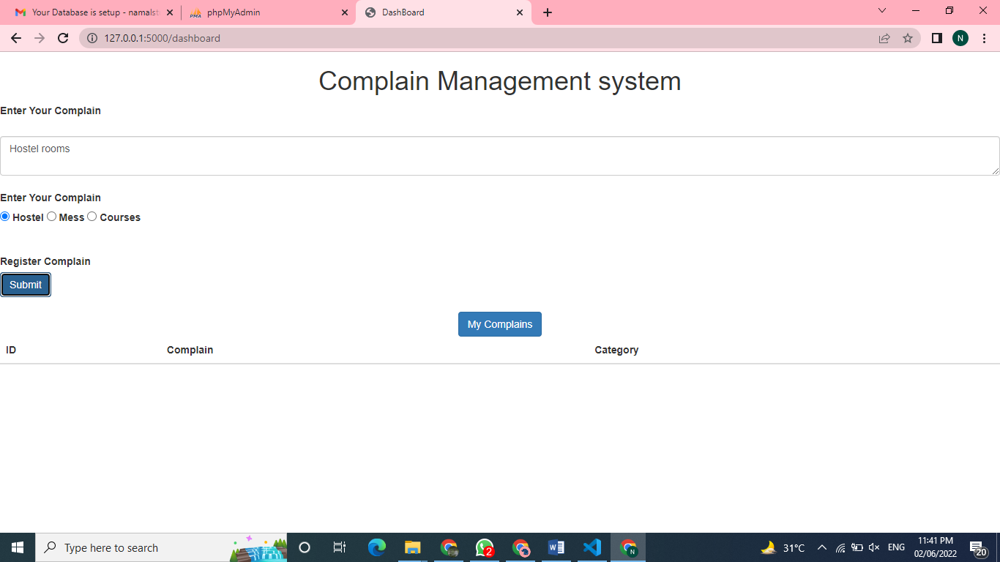 Your Database is setup - namalst
phpMyAdmin
DashBoard
127.0.0.1:5000/dashboard
N
Complain Management system
Enter Your Complain
Hostel rooms
Enter Your Complain
Hostel Mess Courses
Register Complain
Submit
My Complains
ID Complain Category
Type here to search
2
N
31°C
ENG
11:41 PM
02/06/2022
20